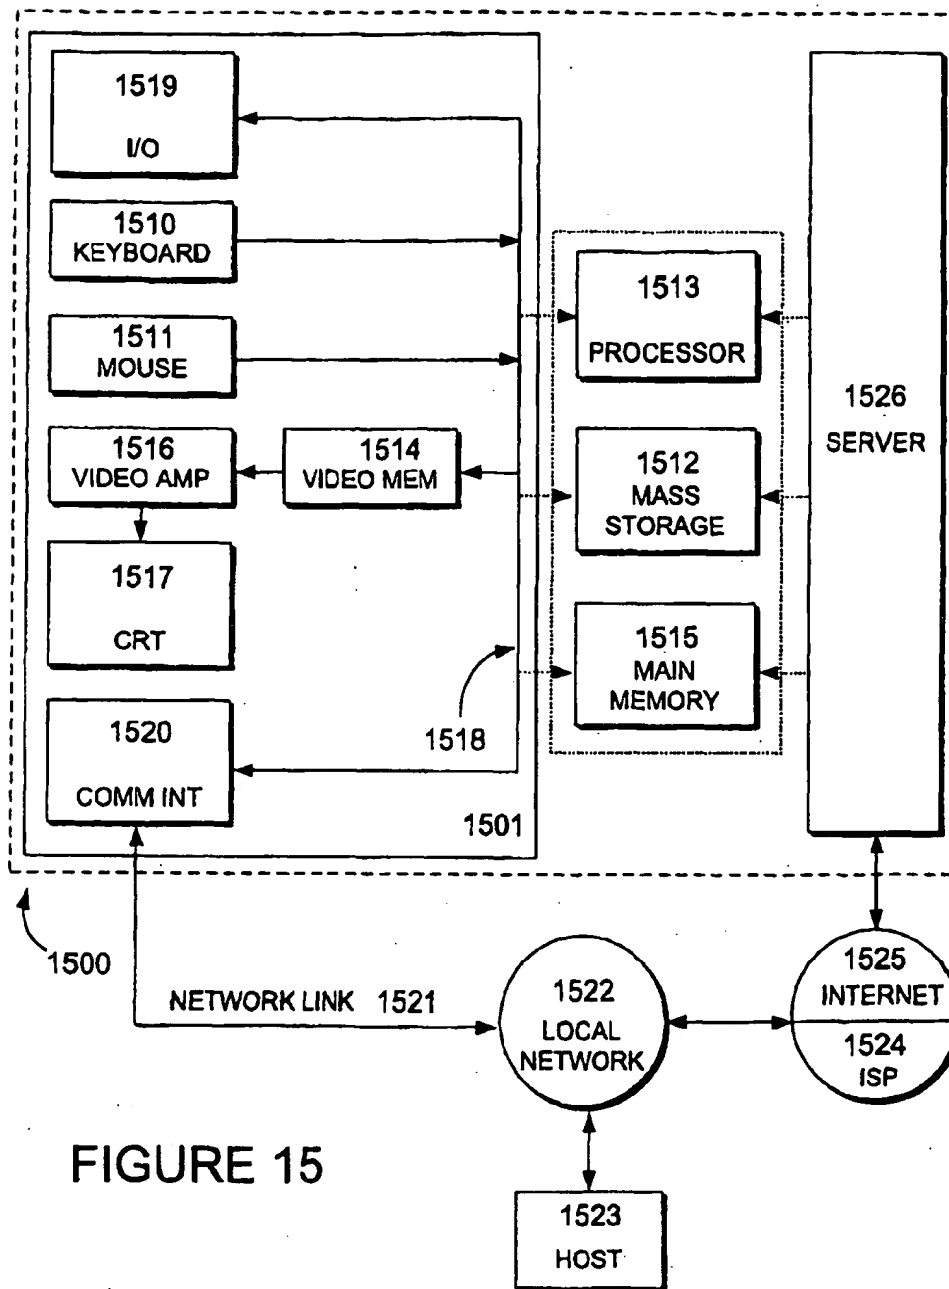 1519
I/O
1510
KEYBOARD
1511
MOUSE
1516
VIDEO AMP
1514
VIDEO MEM
1517
CRT
1520
COMM INT
1518
1501
1513
PROCESSOR
1512
MASS
STORAGE
1515
MAIN
MEMORY
1526
SERVER
1500
NETWORK LINK 1521
1522
LOCAL
NETWORK
1525
INTERNET
1524
ISP
1523
HOST
FIGURE 15